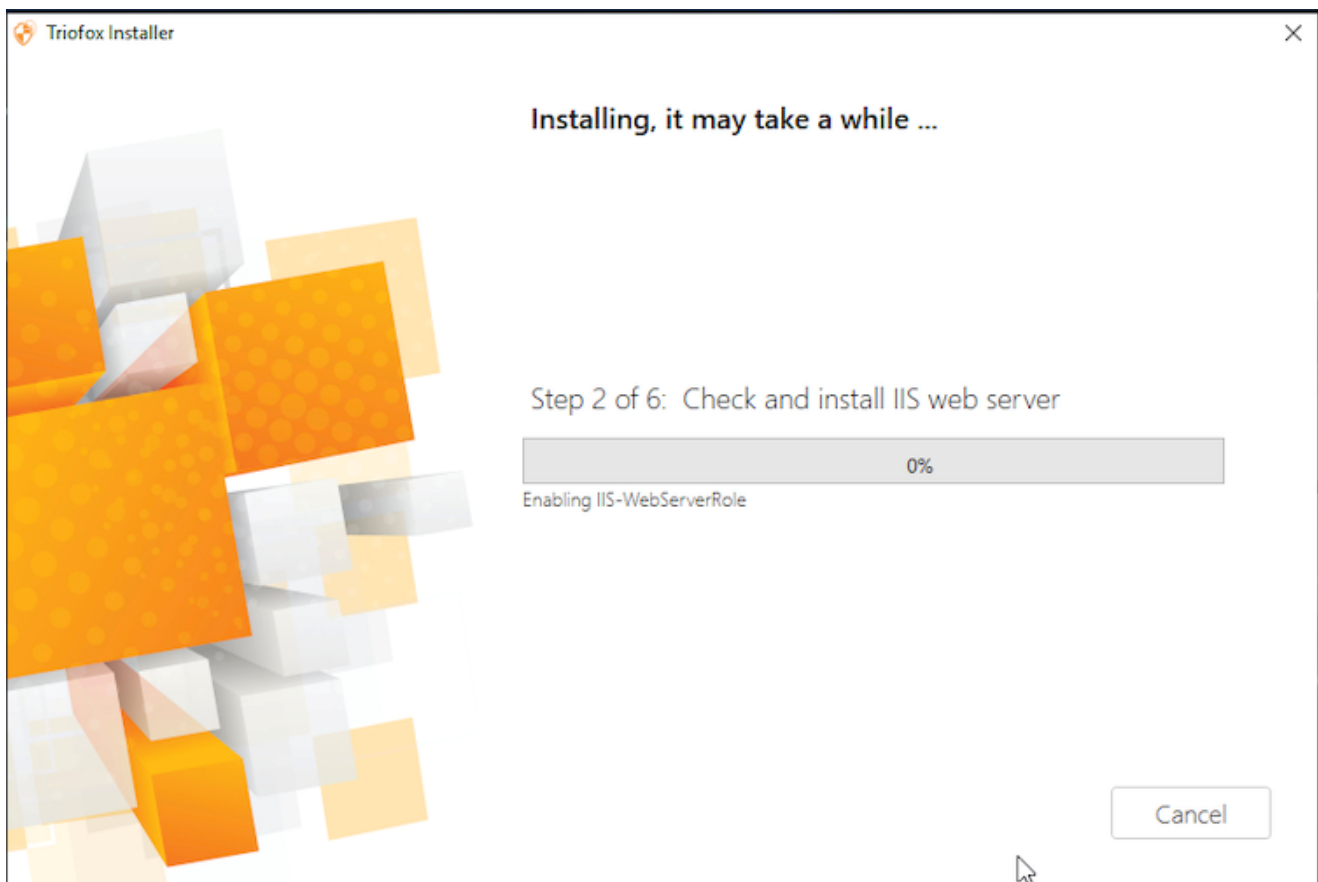 Triofox Installer
Installing, it may take a while ...
Step 2 of 6: Check and install IIS web server
0%
Enabling IIS-WebServerRole
Cancel